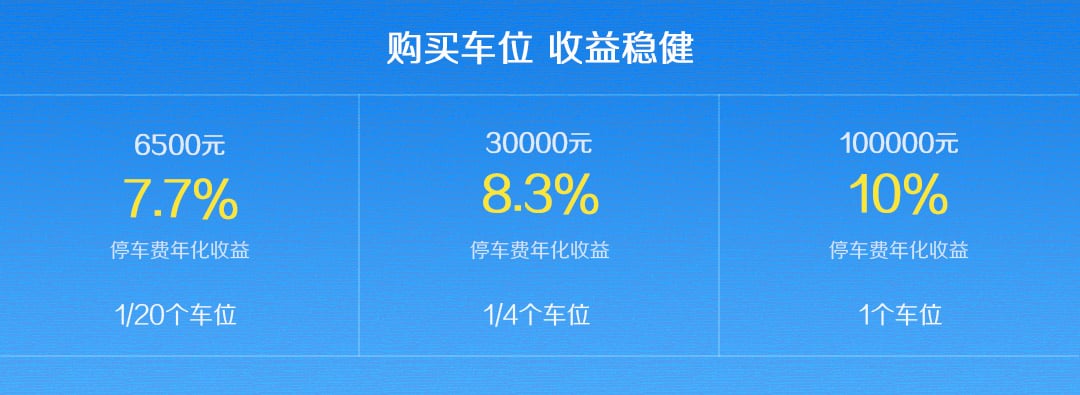 购买车位 收益稳健
6500元
7.7%
停车费年化收益
1/20个车位
30000元
8.3%
停车费年化收益
1/4个车位
100000元
10%
停车费年化收益
1个车位